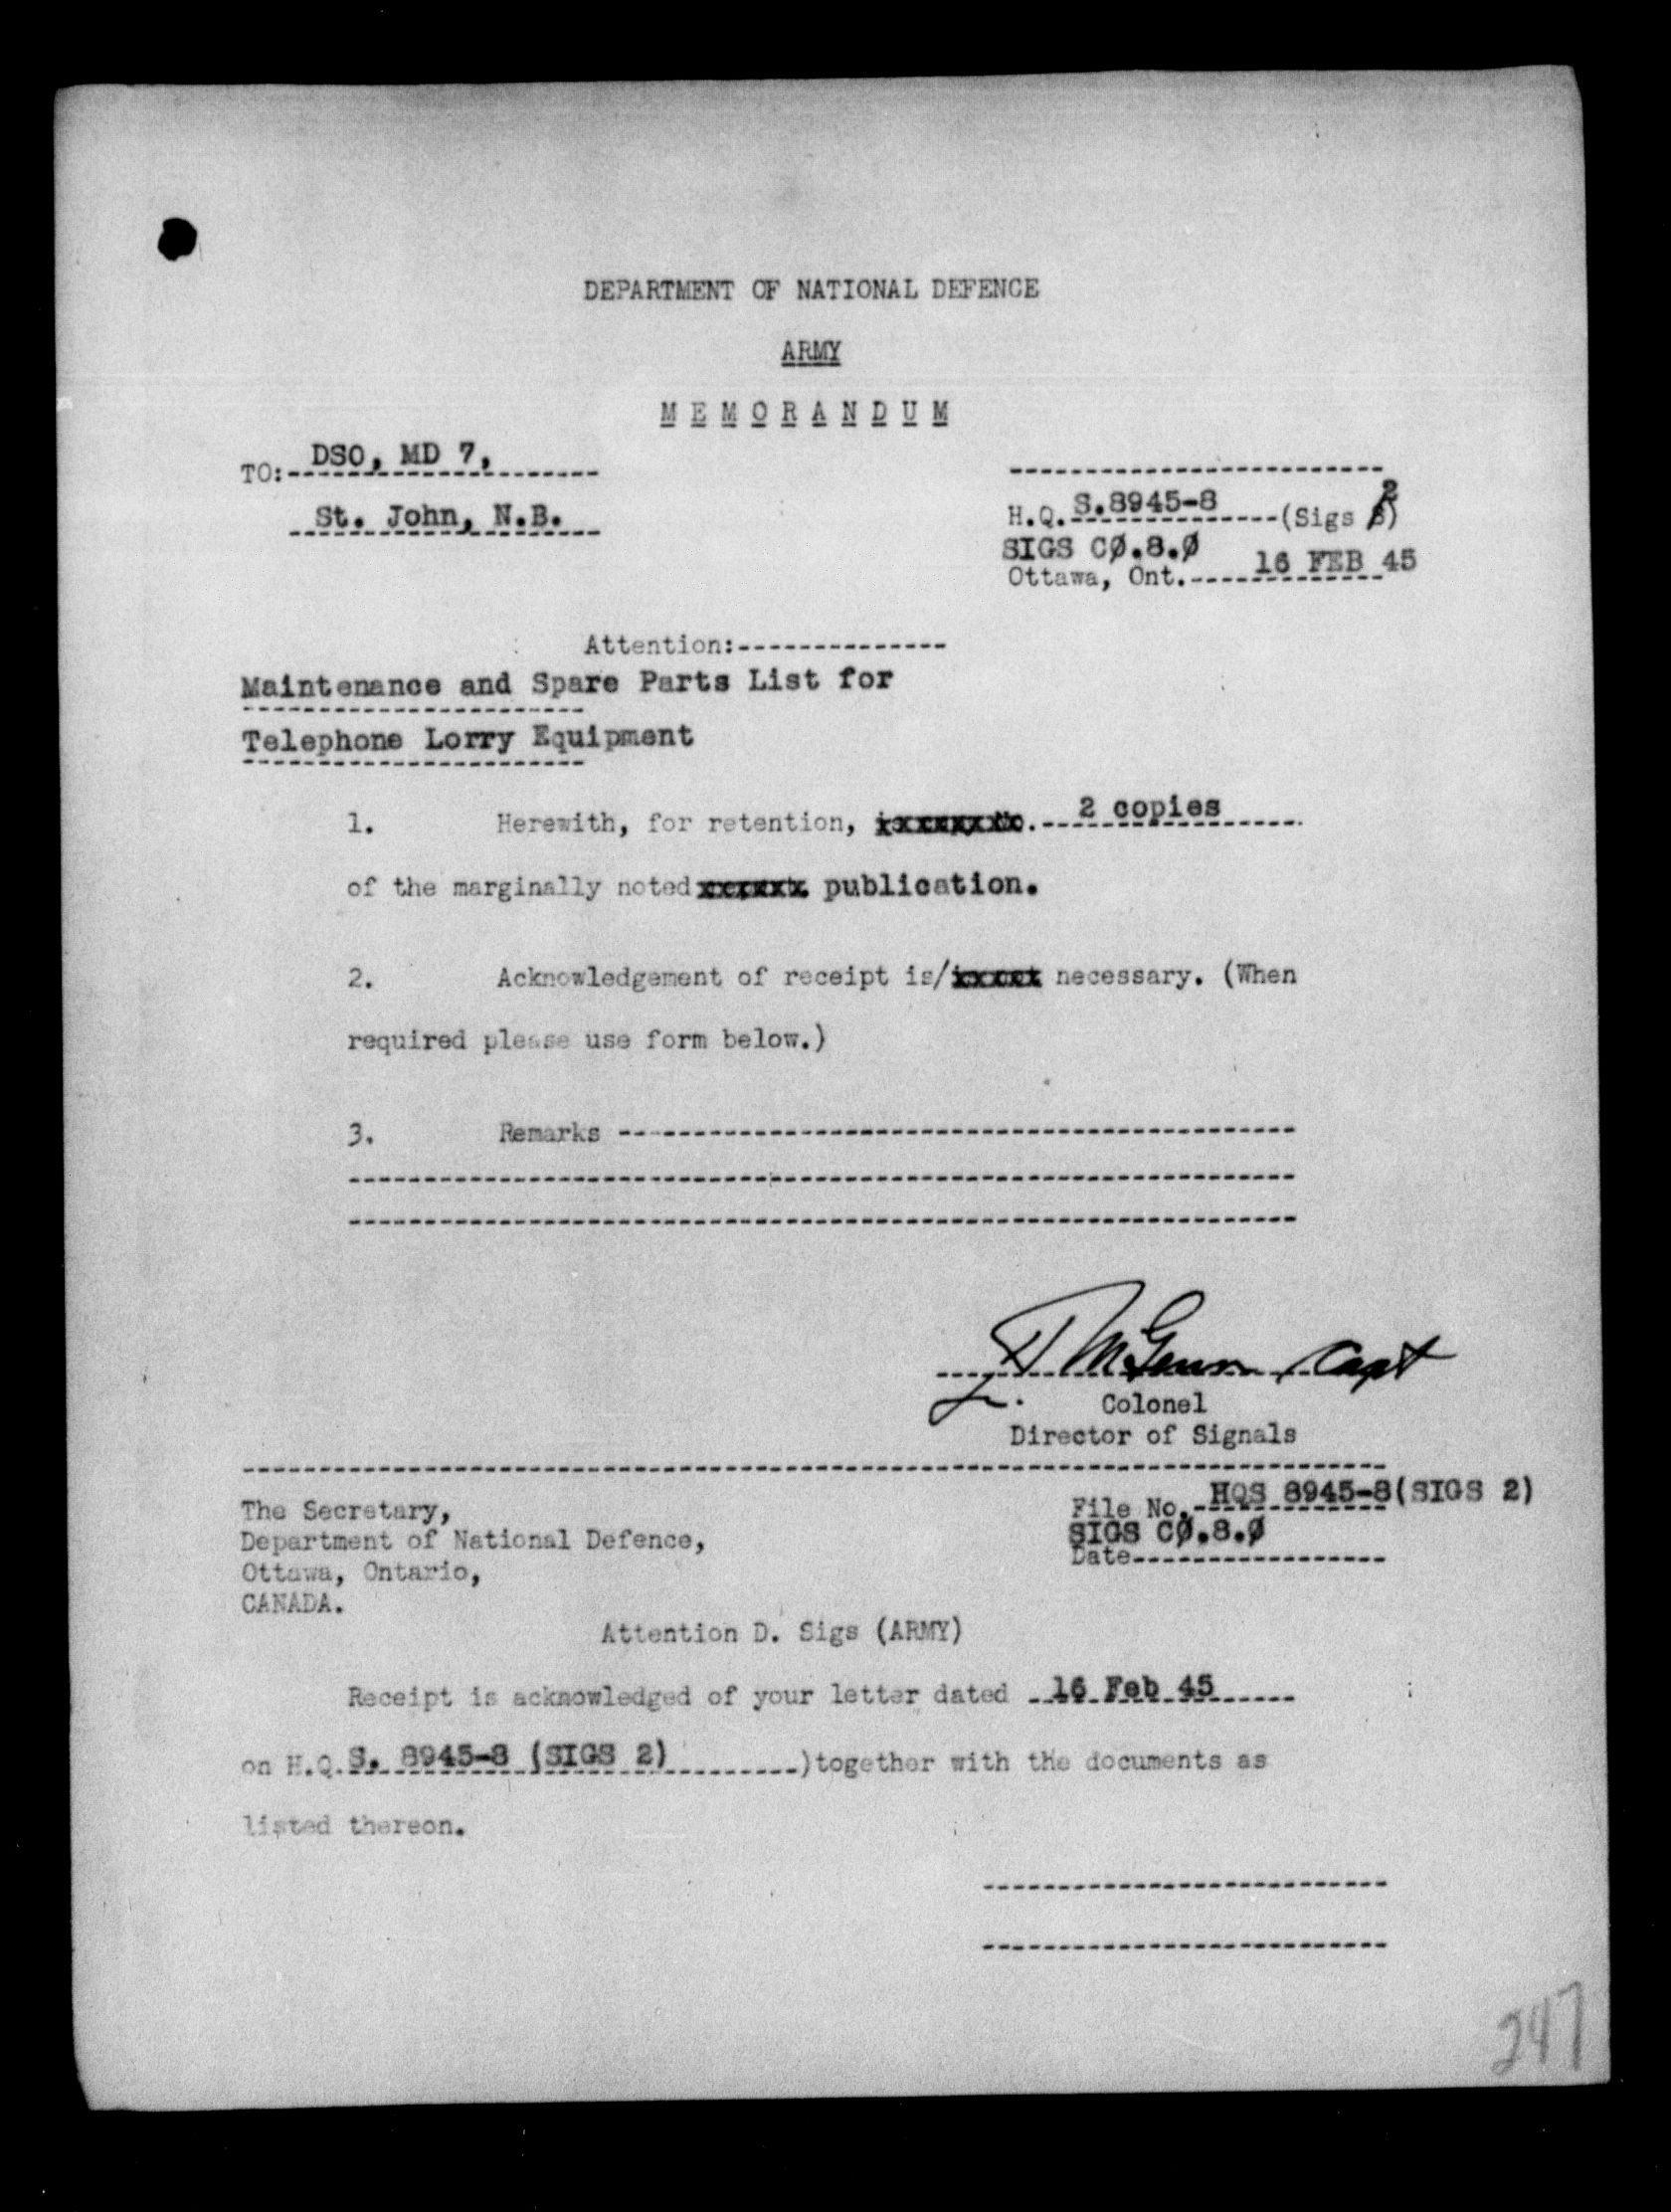 DEPARTMENT OF NATIONAL DEFENCE
ARMY
MEMORANDUM
TO: DSO, MD 7,
St. John, N.B.
H.Q. S.8945-8 (Sigs 2)
SIGS CØ.8.Ø
Ottawa, Ont. 16 FEB 45
Attention:
Maintenance and Spare Parts List for
Telephone Lorry Equipment
1. Herewith, for retention, 2 copies
of the marginally noted publication.
2. Acknowledgement of receipt is/ necessary. (When
required please use form below.)
3. Remarks
Capt
Colonel
Director of Signals
The Secretary,
Department of National Defence,
Ottawa, Ontario,
CANADA.
File No. HQS 8945-8(SIGS 2)
SIGS CØ.8.Ø
Date
Attention D. Sigs (ARMY)
Receipt is acknowledged of your letter dated 16 Feb 45
on H.Q. S. 8945-8 (SIGS 2) )together with the documents as
listed thereon.
247